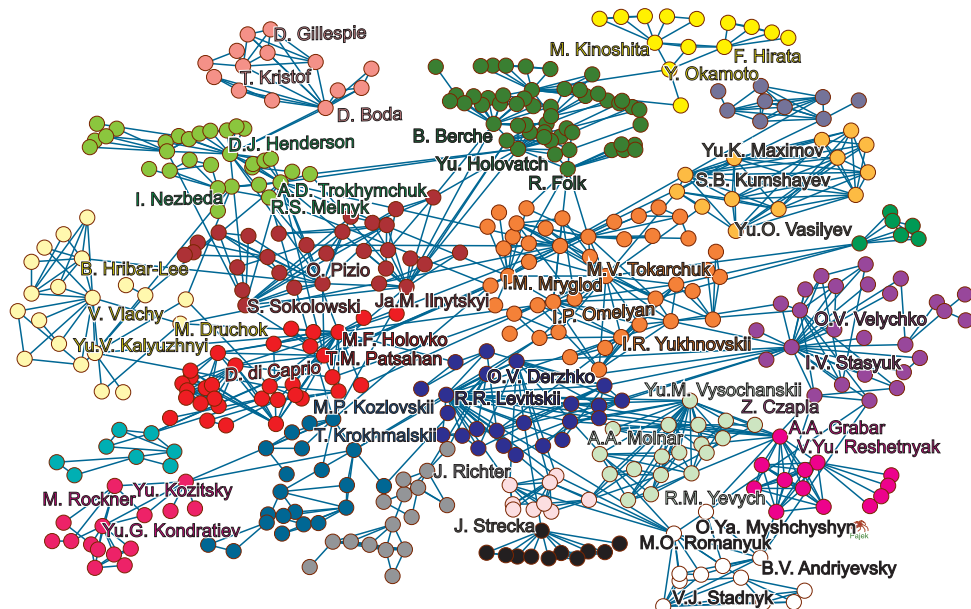 D. Gillespie
M. Kinoshita
F. Hirata
T. Kristof
Y. Okamoto
D. Boda
B. Berche
D.J. Henderson
Yu.K. Maximov
Yu. Holovatch
R. Folk
S.B. Kumshayev
I. Nezbeda
A.D. Trokhymchuk
R.S. Melnyk
Yu.O. Vasilyev
B. Hribar-Lee
O. Pizio
M.V. Tokarchuk
I.M. Mryglod
S. Sokolowski
Ja.M. Ilnytskyi
V. Vlachy
I.P. Omelyan
O.V. Velychko
M. Druchok
M.F. Holovko
Yu.V. Kalyuzhnyi
I.R. Yukhnovskii
T.M. Patsahan
I.V. Stasyuk
D. di Caprio
O.V. Derzhko
R.R. Levitskii
Yu.M. Vysochanskii
M.P. Kozlovskii
Z. Czapla
A.A. Grabar
T. Krokhmalskii
A.A. Molnar
V.Yu. Reshetnyak
J. Richter
M. Rockner
Yu. Kozitsky
R.M. Yevych
Yu.G. Kondratiev
J. Strecka
O.Ya. Myshchyshyn
Pajek
M.O. Romanyuk
B.V. Andriyevsky
V.J. Stadnyk